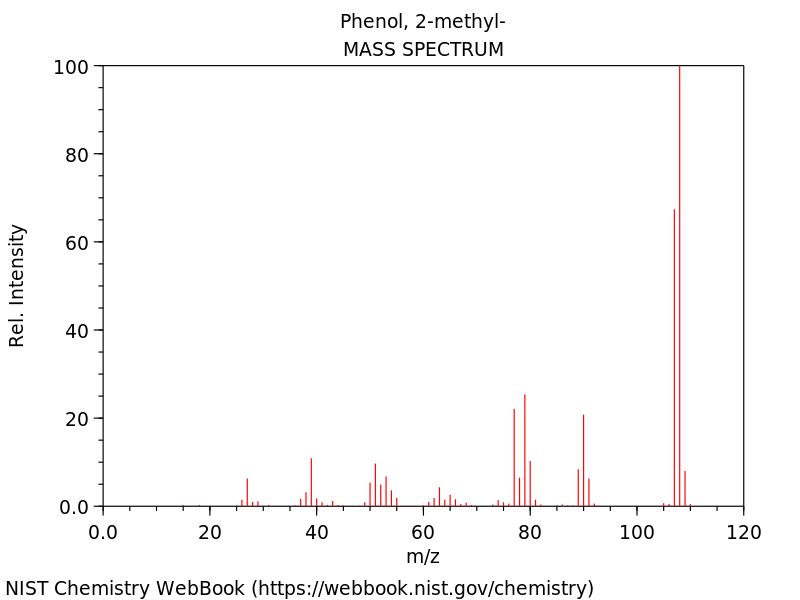 Phenol, 2-methyl-
MASS SPECTRUM
100
80
60
40
20
0.0
Rel. Intensity
0.0 20 40 60 80 100 120
m/z
NIST Chemistry WebBook (https://webbook.nist.gov/chemistry)